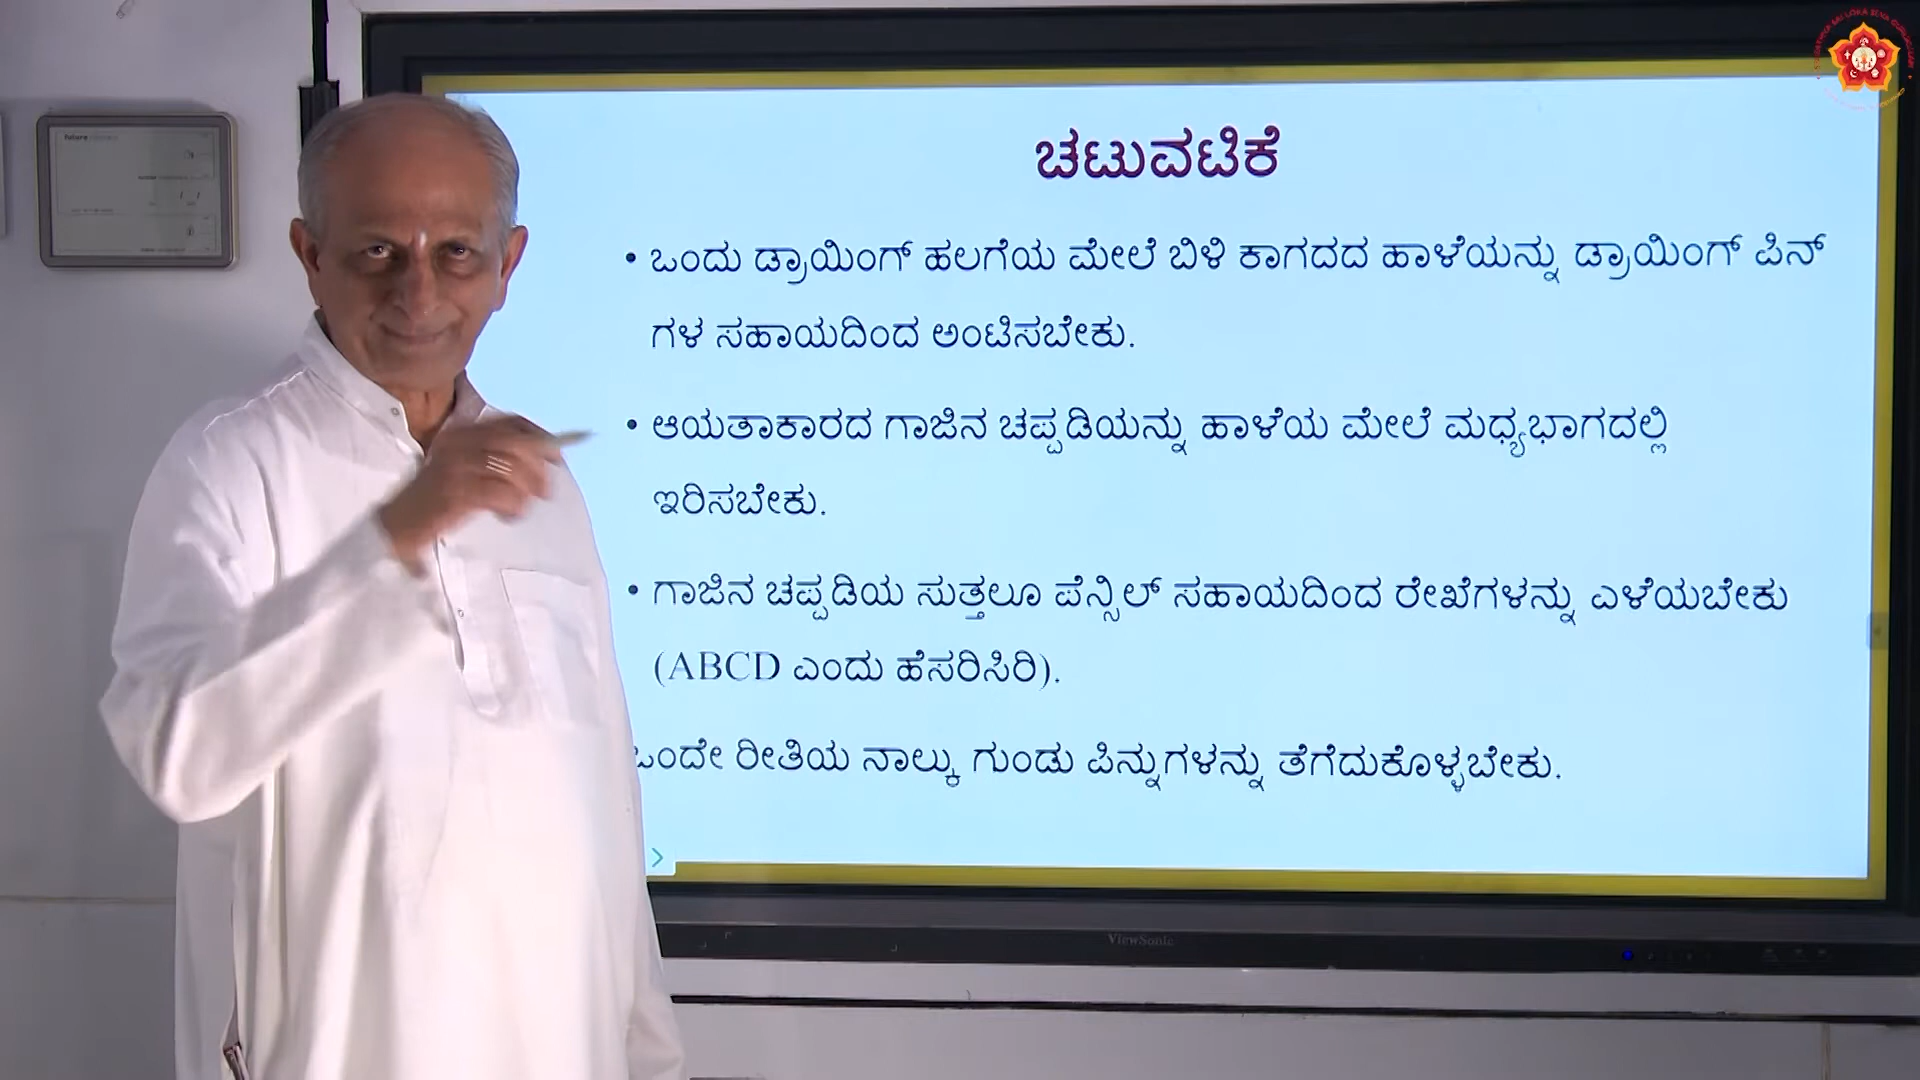 ಚಟುವಟಿಕೆ
• ಒಂದು ಡ್ರಾಯಿಂಗ್ ಹಲಗೆಯ ಮೇಲೆ ಬಿಳಿ ಕಾಗದದ ಹಾಳೆಯನ್ನು ಡ್ರಾಯಿಂಗ್ ಪಿನ್
ಗಳ ಸಹಾಯದಿಂದ ಅಂಟಿಸಬೇಕು.
• ಆಯತಾಕಾರದ ಗಾಜಿನ ಚಪ್ಪಡಿಯನ್ನು ಹಾಳೆಯ ಮೇಲೆ ಮಧ್ಯಭಾಗದಲ್ಲಿ
ಇರಿಸಬೇಕು.
• ಗಾಜಿನ ಚಪ್ಪಡಿಯ ಸುತ್ತಲೂ ಪೆನ್ಸಿಲ್ ಸಹಾಯದಿಂದ ರೇಖೆಗಳನ್ನು ಎಳೆಯಬೇಕು
(ABCD ಎಂದು ಹೆಸರಿಸಿರಿ).
ಒಂದೇ ರೀತಿಯ ನಾಲ್ಕು ಗುಂಡು ಪಿನ್ನುಗಳನ್ನು ತೆಗೆದುಕೊಳ್ಳಬೇಕು.
ViewSonic